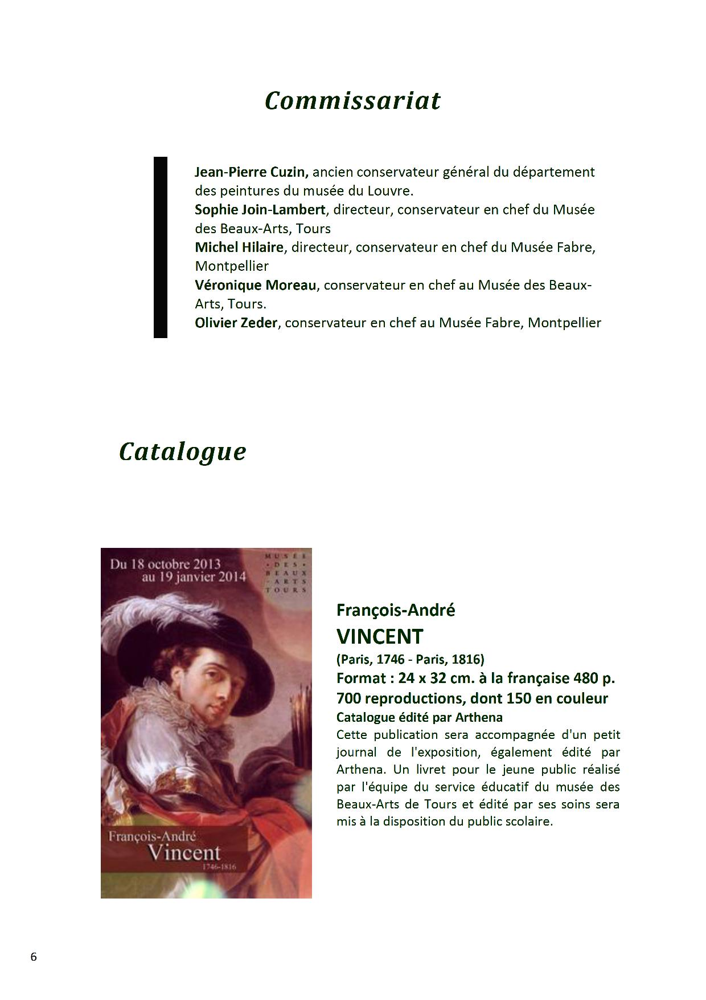 Commissariat
Jean-Pierre Cuzin, ancien conservateur général du département
des peintures du musée du Louvre.
Sophie Join-Lambert, directeur, conservateur en chef du Musée
des Beaux-Arts, Tours
Michel Hilaire, directeur, conservateur en chef du Musée Fabre,
Montpellier
Véronique Moreau, conservateur en chef au Musée des Beaux-
Arts, Tours.
Olivier Zeder, conservateur en chef au Musée Fabre, Montpellier
Catalogue
Du 18 octobre 2013
au 19 janvier 2014
MUSÉE
• DES •
BEAUX
- ARTS
TOURS
François-André
Vincent
1746-1816
François-André
VINCENT
(Paris, 1746 - Paris, 1816)
Format : 24 x 32 cm. à la française 480 p.
700 reproductions, dont 150 en couleur
Catalogue édité par Arthena
Cette publication sera accompagnée d'un petit
journal de l'exposition, également édité par
Arthena. Un livret pour le jeune public réalisé
par l'équipe du service éducatif du musée des
Beaux-Arts de Tours et édité par ses soins sera
mis à la disposition du public scolaire.
6